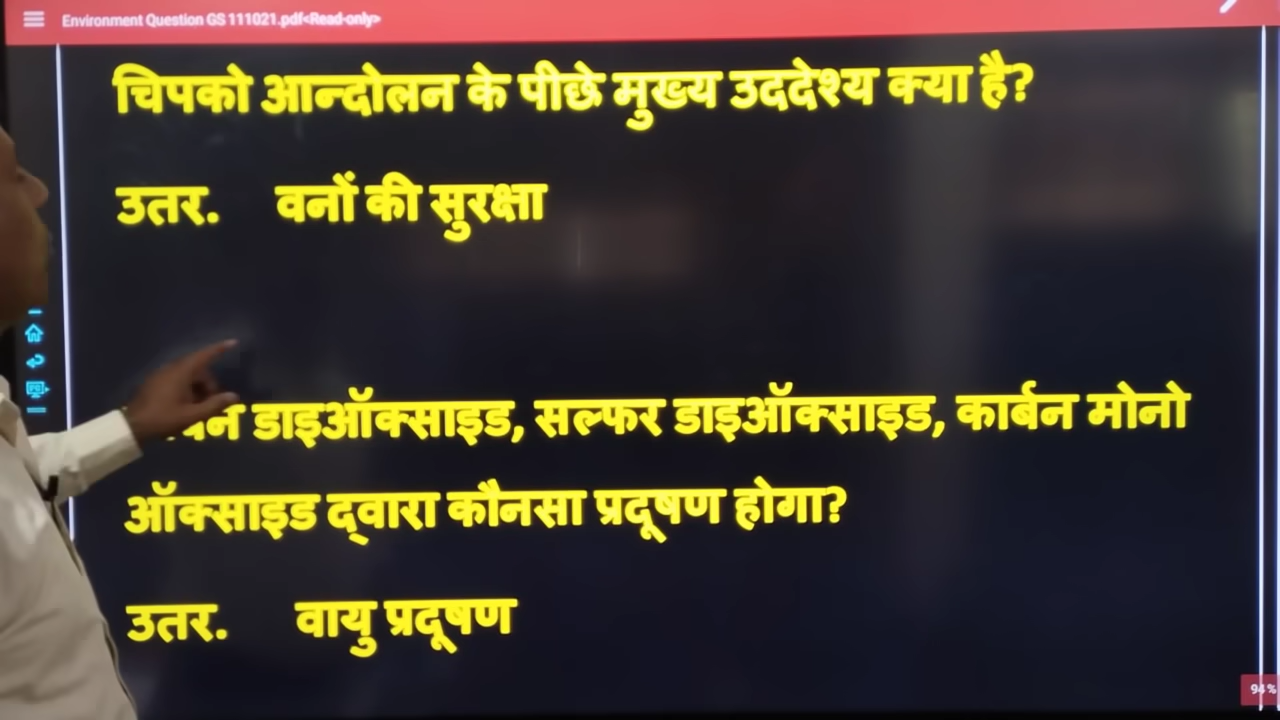 Environment Question GS 111021.pdf<Read-only>
चिपको आन्दोलन के पीछे मुख्य उददेश्य क्या है?
उतर. वनों की सुरक्षा
डाइऑक्साइड, सल्फर डाइऑक्साइड, कार्बन मोनो
ऑक्साइड द्वारा कौनसा प्रदूषण होगा?
उतर. वायु प्रदूषण
94%